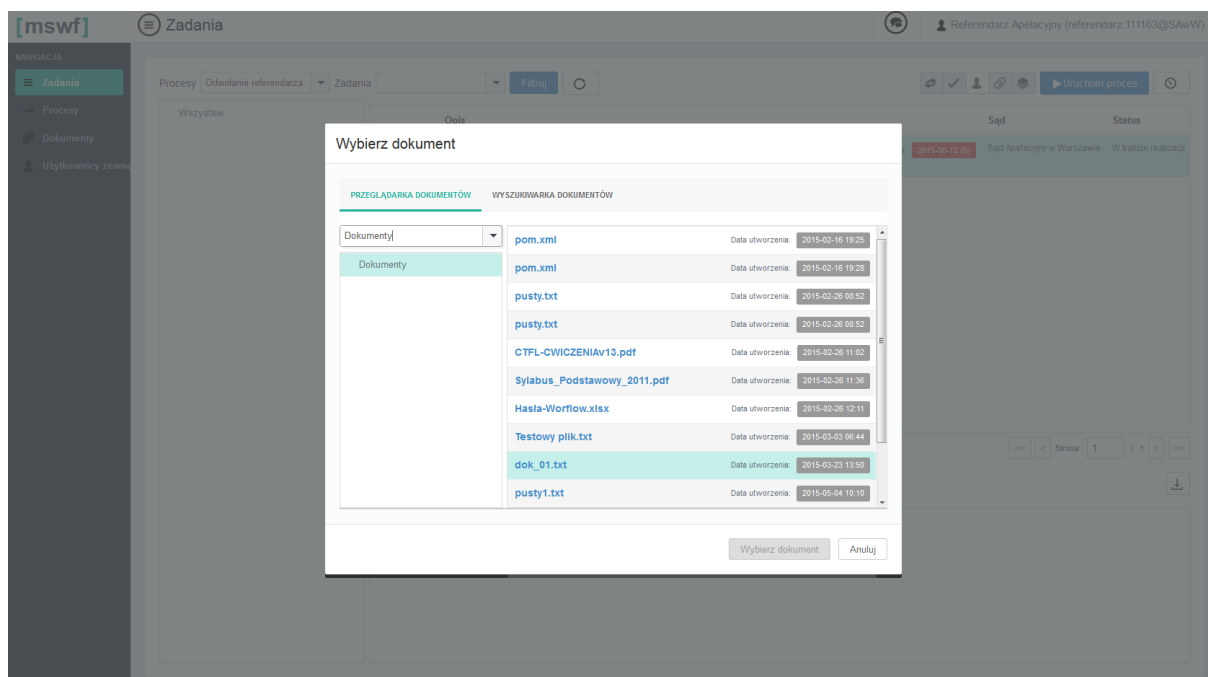 [mswf]
Zadania
Referendarz Apelacyjny (referendarz:111163@SAwW)
NAWIGACJA
Zadania
Procesy
Dokumenty
Użytkownicy zewnę
Procesy Odwołanie referendarza Zadania Filtruj Uruchom proces
Wszystkie
Opis Sąd Status
2015-06-12 (0) Sąd Apelacyjny w Warszawie W trakcie realizacji
Wybierz dokument
PRZEGLĄDARKA DOKUMENTÓW WYSZUKIWARKA DOKUMENTÓW
Dokumenty
Dokumenty
pom.xml Data utworzenia: 2015-02-16 19:25
pom.xml Data utworzenia: 2015-02-16 19:28
pusty.txt Data utworzenia: 2015-02-26 08:52
pusty.txt Data utworzenia: 2015-02-26 08:52
CTFL-CWICZENIAv13.pdf Data utworzenia: 2015-02-26 11:02
Sylabus_Podstawowy_2011.pdf Data utworzenia: 2015-02-26 11:36
Hasła-Worflow.xlsx Data utworzenia: 2015-02-26 12:11
Testowy plik.txt Data utworzenia: 2015-03-03 06:44
dok_01.txt Data utworzenia: 2015-03-23 13:50
pusty1.txt Data utworzenia: 2015-05-04 10:10
<< < Strona: 1 / 1 > >>
Wybierz dokument Anuluj